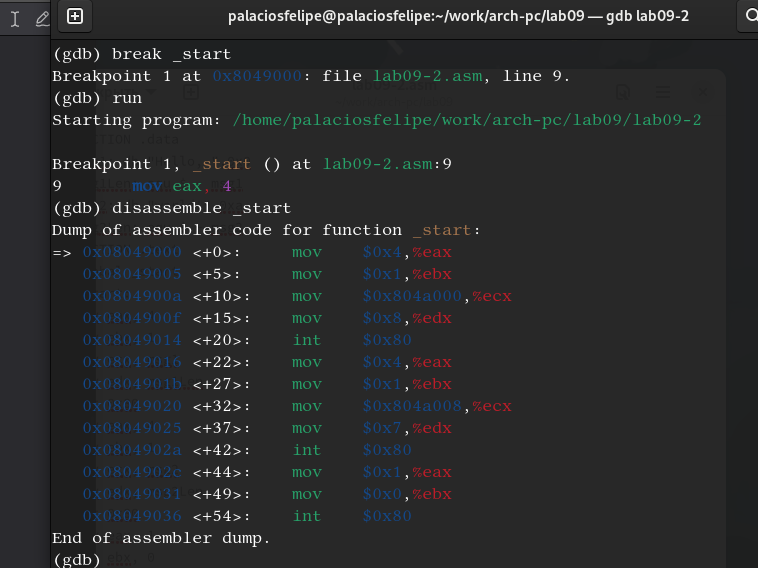 palaciosfelipe@palaciosfelipe:~/work/arch-pc/lab09 — gdb lab09-2
(gdb) break _start
Breakpoint 1 at 0x8049000: file lab09-2.asm, line 9.
(gdb) run
Starting program: /home/palaciosfelipe/work/arch-pc/lab09/lab09-2
Breakpoint 1, _start () at lab09-2.asm:9
9 mov eax, 4
(gdb) disassemble _start
Dump of assembler code for function _start:
=> 0x08049000 <+0>: mov $0x4,%eax
0x08049005 <+5>: mov $0x1,%ebx
0x0804900a <+10>: mov $0x804a000,%ecx
0x0804900f <+15>: mov $0x8,%edx
0x08049014 <+20>: int $0x80
0x08049016 <+22>: mov $0x4,%eax
0x0804901b <+27>: mov $0x1,%ebx
0x08049020 <+32>: mov $0x804a008,%ecx
0x08049025 <+37>: mov $0x7,%edx
0x0804902a <+42>: int $0x80
0x0804902c <+44>: mov $0x1,%eax
0x08049031 <+49>: mov $0x0,%ebx
0x08049036 <+54>: int $0x80
End of assembler dump.
(gdb)